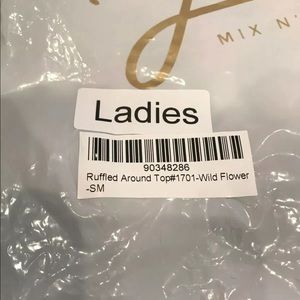 MIX N
Ladies
90348286
Ruffled Around Top#1701-Wild Flower
-SM